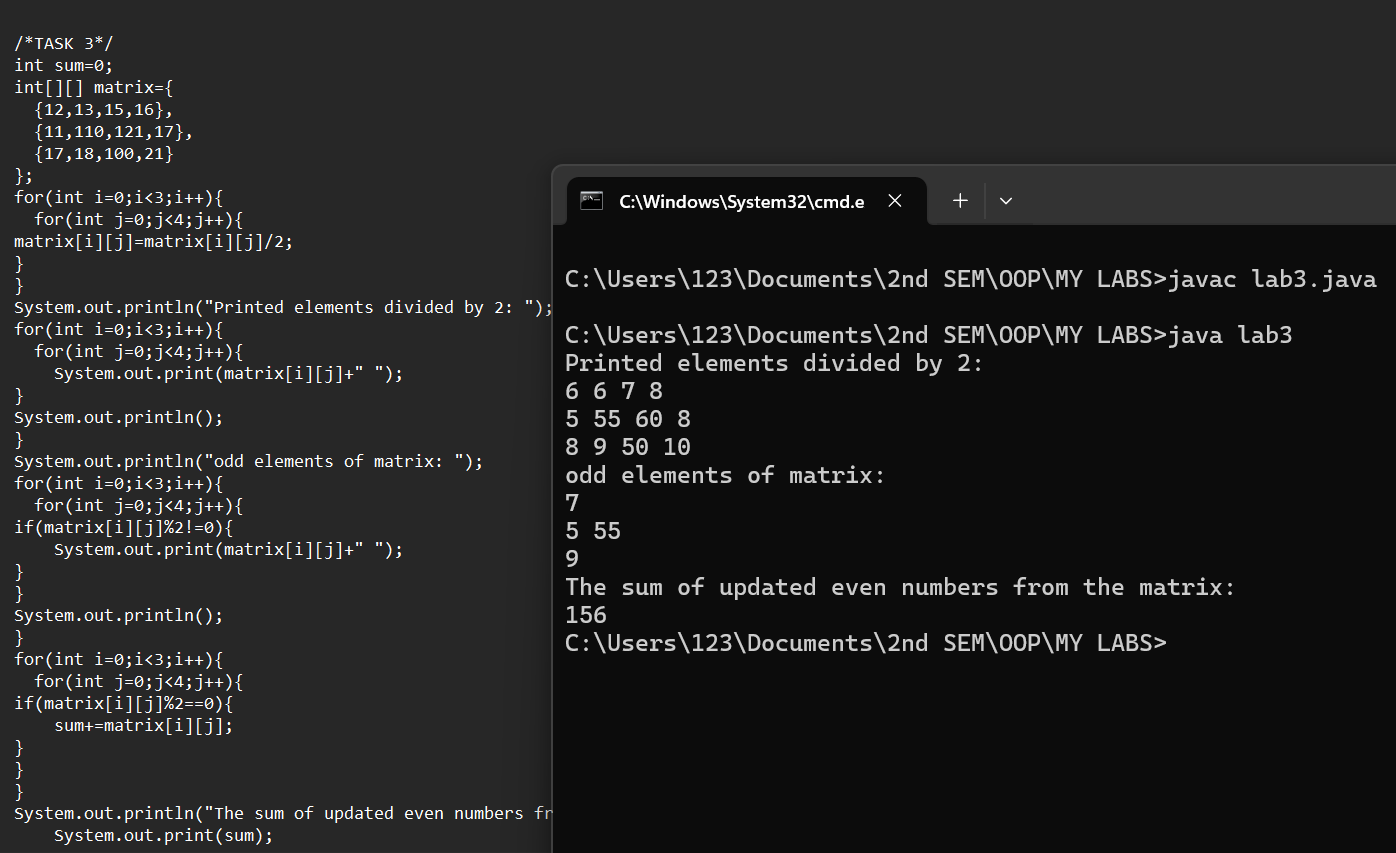 /*TASK 3*/
int sum=0;
int[][] matrix={
  {12,13,15,16},
  {11,110,121,17},
  {17,18,100,21}
};
for(int i=0;i<3;i++){
  for(int j=0;j<4;j++){
matrix[i][j]=matrix[i][j]/2;
}
}
System.out.println("Printed elements divided by 2: ");
for(int i=0;i<3;i++){
  for(int j=0;j<4;j++){
    System.out.print(matrix[i][j]+" ");
}
System.out.println();
}
System.out.println("odd elements of matrix: ");
for(int i=0;i<3;i++){
  for(int j=0;j<4;j++){
if(matrix[i][j]%2!=0){
    System.out.print(matrix[i][j]+" ");
}
}
System.out.println();
}
for(int i=0;i<3;i++){
  for(int j=0;j<4;j++){
if(matrix[i][j]%2==0){
    sum+=matrix[i][j];
}
}
}
System.out.println("The sum of updated even numbers fr
    System.out.print(sum);
C:\Windows\System32\cmd.e
C:\Users\123\Documents\2nd SEM\OOP\MY LABS>javac lab3.java
C:\Users\123\Documents\2nd SEM\OOP\MY LABS>java lab3
Printed elements divided by 2:
6 6 7 8
5 55 60 8
8 9 50 10
odd elements of matrix:
7
5 55
9
The sum of updated even numbers from the matrix:
156
C:\Users\123\Documents\2nd SEM\OOP\MY LABS>